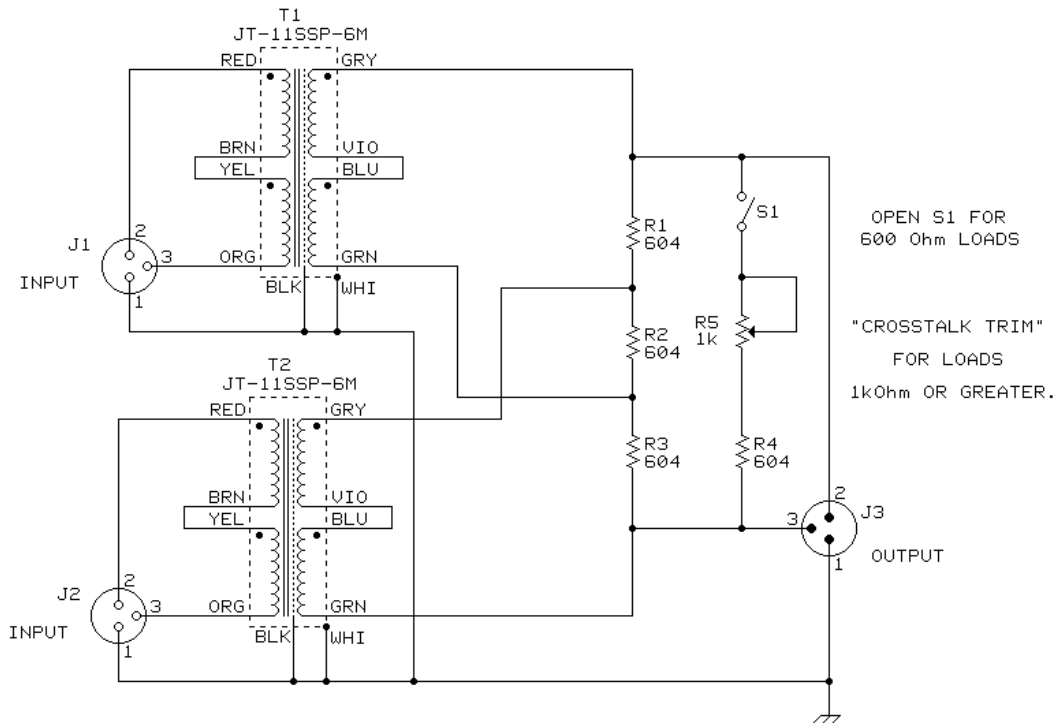 T1
JT-11SSP-6M
RED
GRY
BRN
VIO
YEL
BLU
J1
2
3
ORG
GRN
INPUT
1
BLK
WHI
R1
604
S1
OPEN S1 FOR
600 Ohm LOADS
R2
604
R5
1k
"CROSSTALK TRIM"
FOR LOADS
1kOhm OR GREATER.
T2
JT-11SSP-6M
RED
GRY
R3
604
R4
604
BRN
VIO
YEL
BLU
2
3
J3
1
OUTPUT
J2
2
3
ORG
GRN
INPUT
1
BLK
WHI